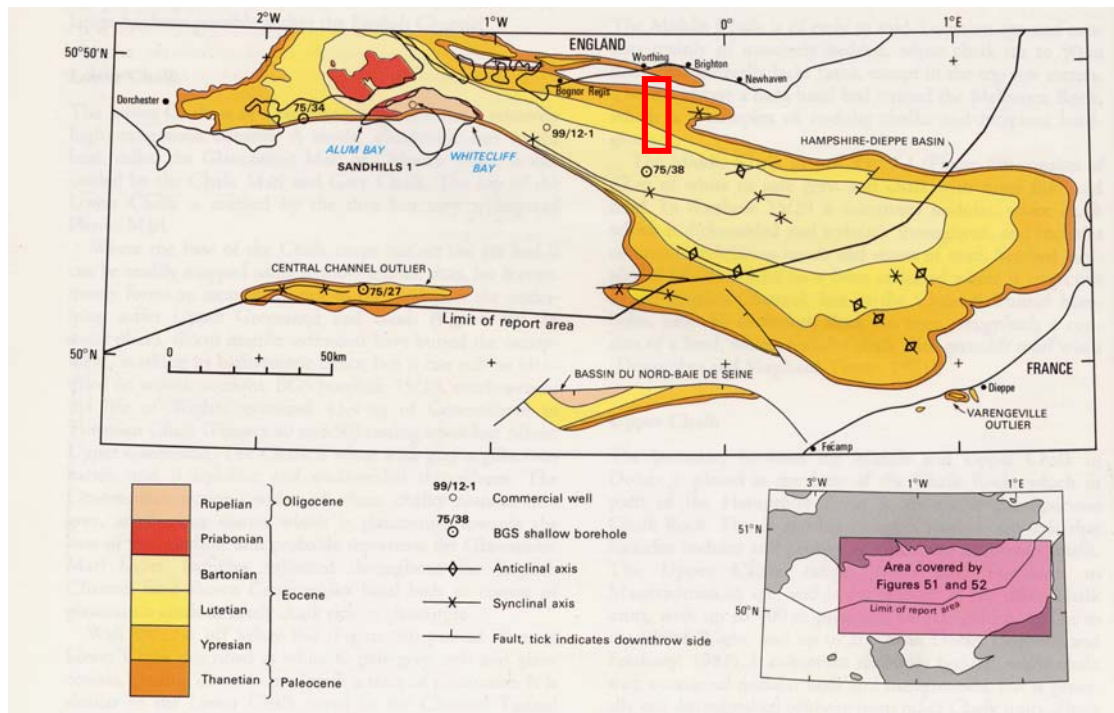 2°W
1°W
0°
1°E
50°50'N
ENGLAND
Worthing
Brighton
Newhaven
Bognor Regis
Dorchester
75/34
99/12-1
HAMPSHIRE-DIEPPE BASIN
ALUM BAY
SANDHILLS 1
WHITECLIFF BAY
75/38
CENTRAL CHANNEL OUTLIER
75/27
Limit of report area
50°N
0 50km
FRANCE
BASSIN DU NORD-BAIE DE SEINE
Dieppe
VARENGEVILLE OUTLIER
Fecamp
Rupelian
Oligocene
Priabonian
Bartonian
Eocene
Lutetian
Ypresian
Thanetian
Paleocene
99/12-1
Commercial well
75/38
BGS shallow borehole
Anticlinal axis
Synclinal axis
Fault, tick indicates downthrow side
3°W
1°W
1°E
51°N
Area covered by
Figures 51 and 52
Limit of report area
50°N
3°W
1°W
1°E